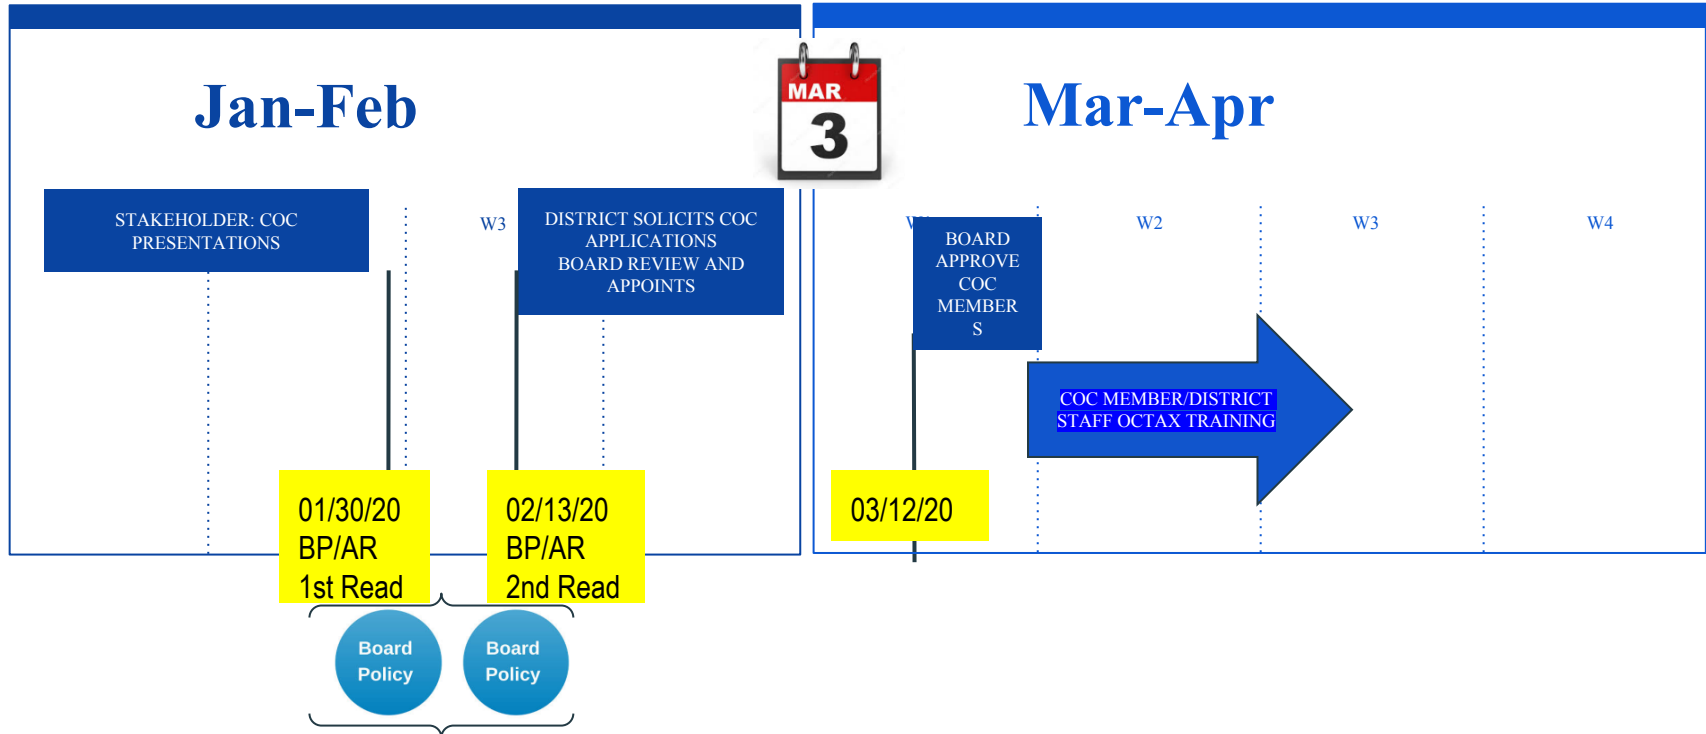 Jan-Feb
MAR
3
Mar-Apr
STAKEHOLDER: COC
PRESENTATIONS
W3
DISTRICT SOLICITS COC
APPLICATIONS
BOARD REVIEW AND
APPOINTS
BOARD
APPROVE
COC
MEMBER
S
W2
W3
W4
COC MEMBER/DISTRICT
STAFF OCTAX TRAINING
01/30/20
BP/AR
1st Read
02/13/20
BP/AR
2nd Read
03/12/20
Board
Policy
Board
Policy